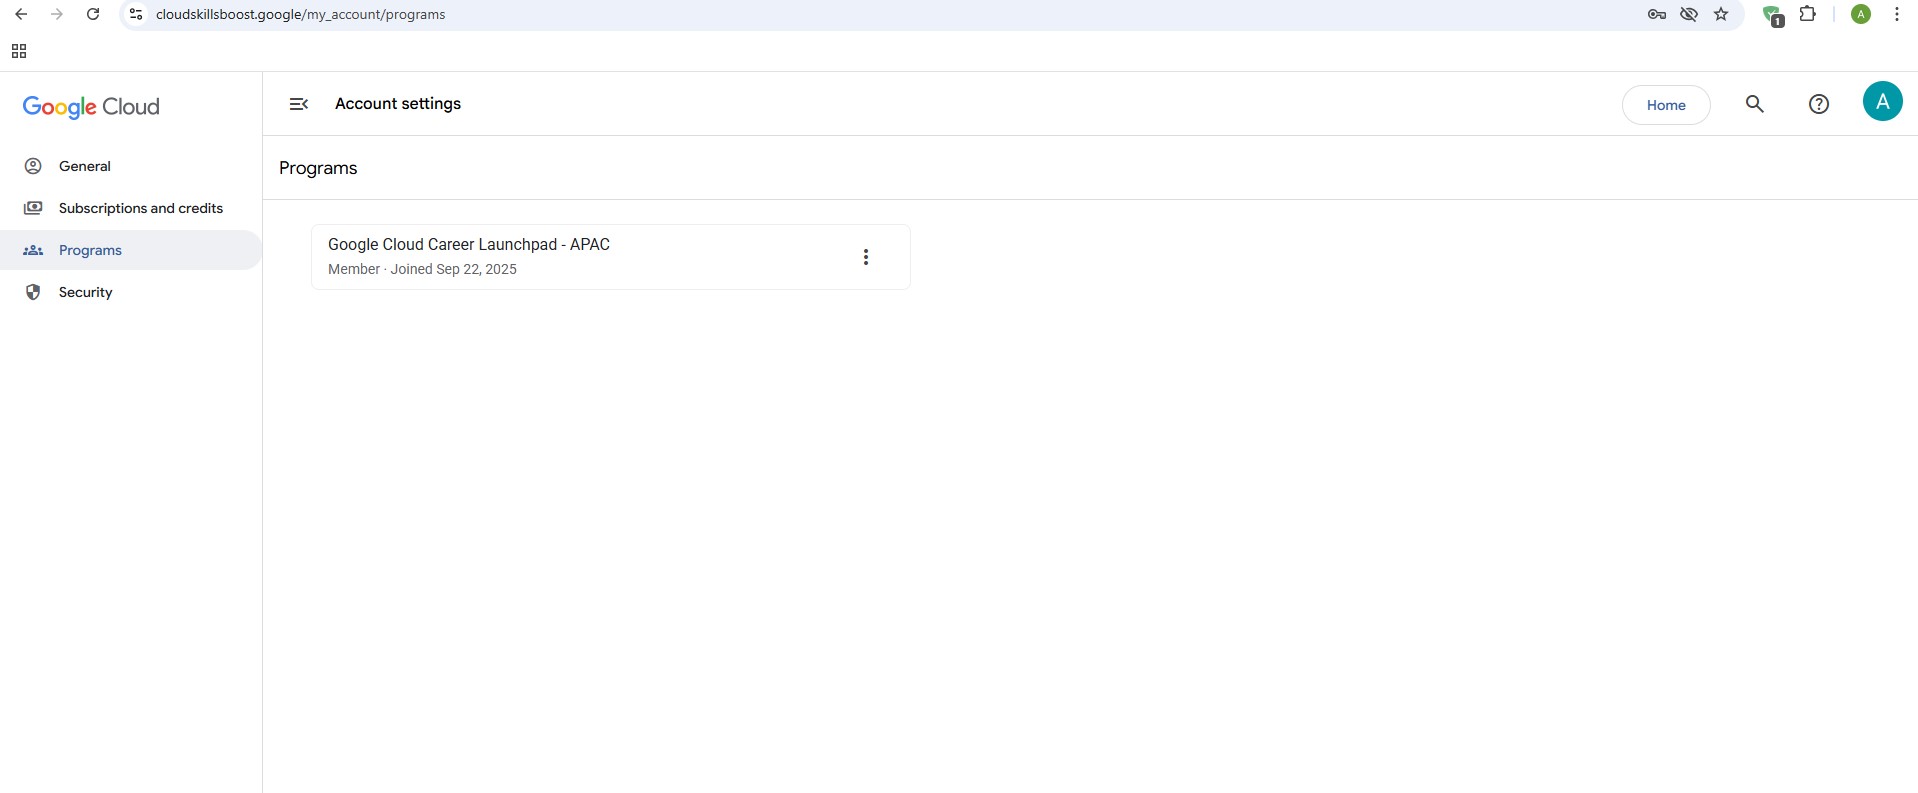 cloudskillsboost.google/my_account/programs
1
A
Google Cloud
Account settings
Home
A
General
Subscriptions and credits
Programs
Security
Programs
Google Cloud Career Launchpad - APAC
Member · Joined Sep 22, 2025